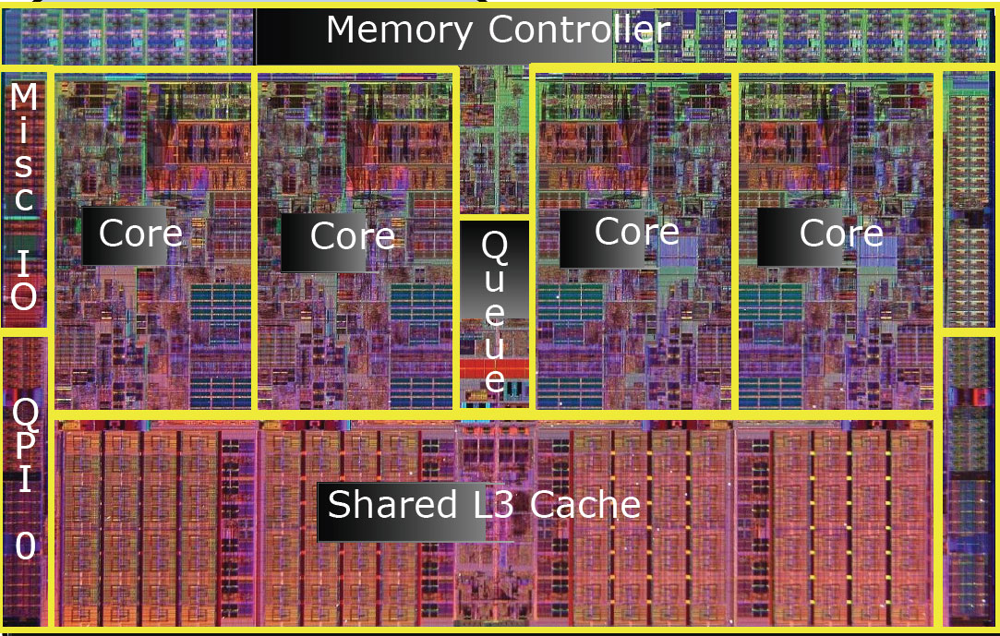 Memory Controller
Misc IO
Core
Core
Queue
Core
Core
QPI 0
Shared L3 Cache